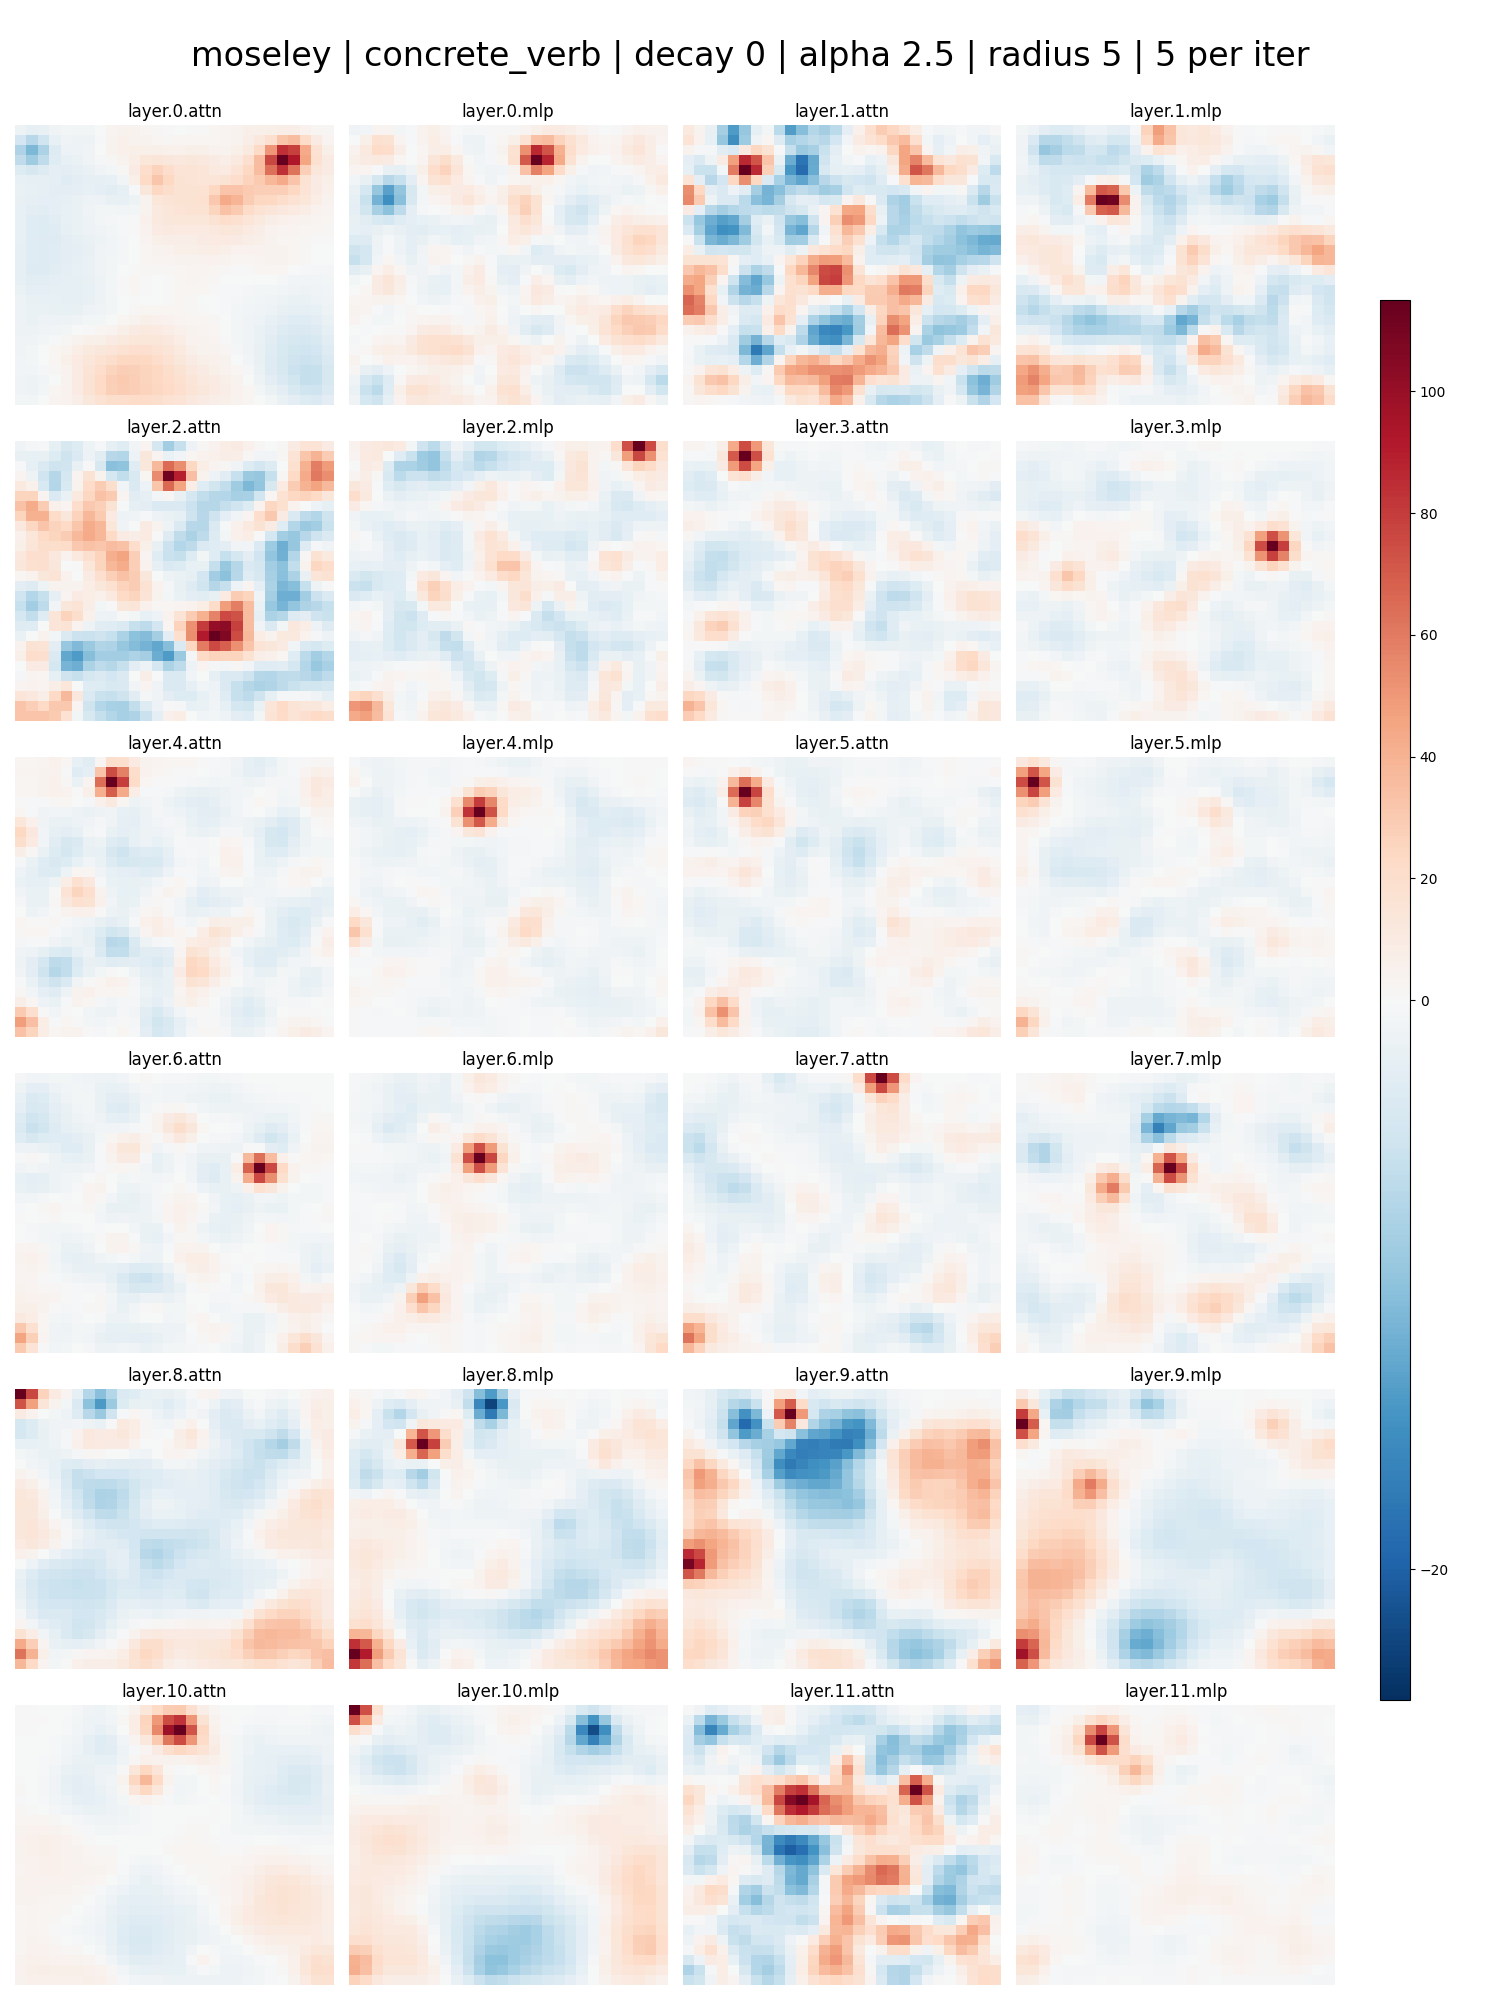 moseley | concrete_verb | decay 0 | alpha 2.5 | radius 5 | 5 per iter
layer.0.attn
layer.0.mlp
layer.1.attn
layer.1.mlp
layer.2.attn
layer.2.mlp
layer.3.attn
layer.3.mlp
layer.4.attn
layer.4.mlp
layer.5.attn
layer.5.mlp
layer.6.attn
layer.6.mlp
layer.7.attn
layer.7.mlp
layer.8.attn
layer.8.mlp
layer.9.attn
layer.9.mlp
layer.10.attn
layer.10.mlp
layer.11.attn
layer.11.mlp
100
80
60
40
20
0
−20